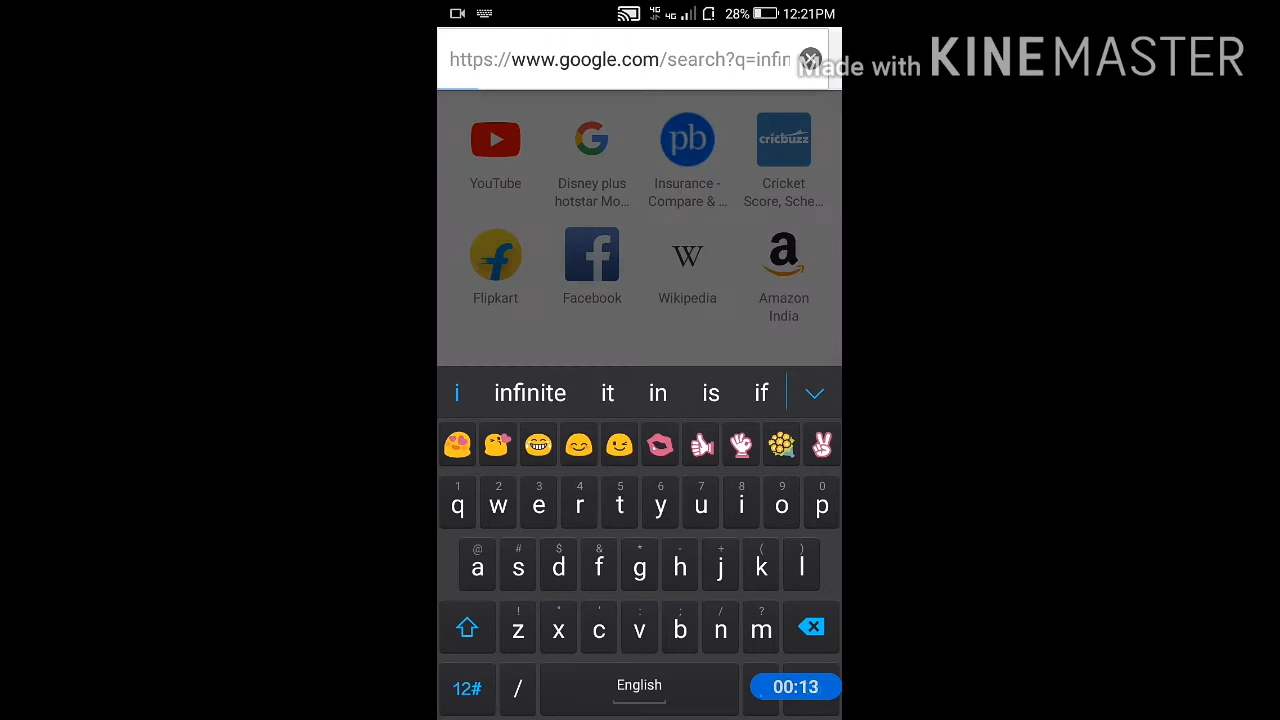 28% 12:21PM
https://www.google.com/search?q=infin
Made with KINEMASTER
pb
cricbuzz
YouTube
Disney plus
hotstar Mo...
Insurance -
Compare & ...
Cricket
Score, Sche...
W
a
Flipkart
Facebook
Wikipedia
Amazon
India
i infinite it in is if
1 2 3 4 5 6 7 8 9 0
q w e r t y u i o p
@ # $ & * - + ( )
a s d f g h j k l
! " ' : ; / ?
z x c v b n m
12# / English 00:13